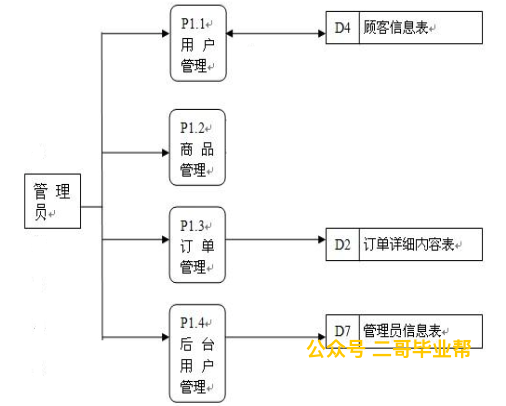 P1.1
用 户
管理
D4 顾客信息表
P1.2
商 品
管理
管 理
员
P1.3
订 单
管理
D2 订单详细内容表
P1.4
后 台
用 户
管理
D7 管理员信息表
公众号 二哥毕业帮